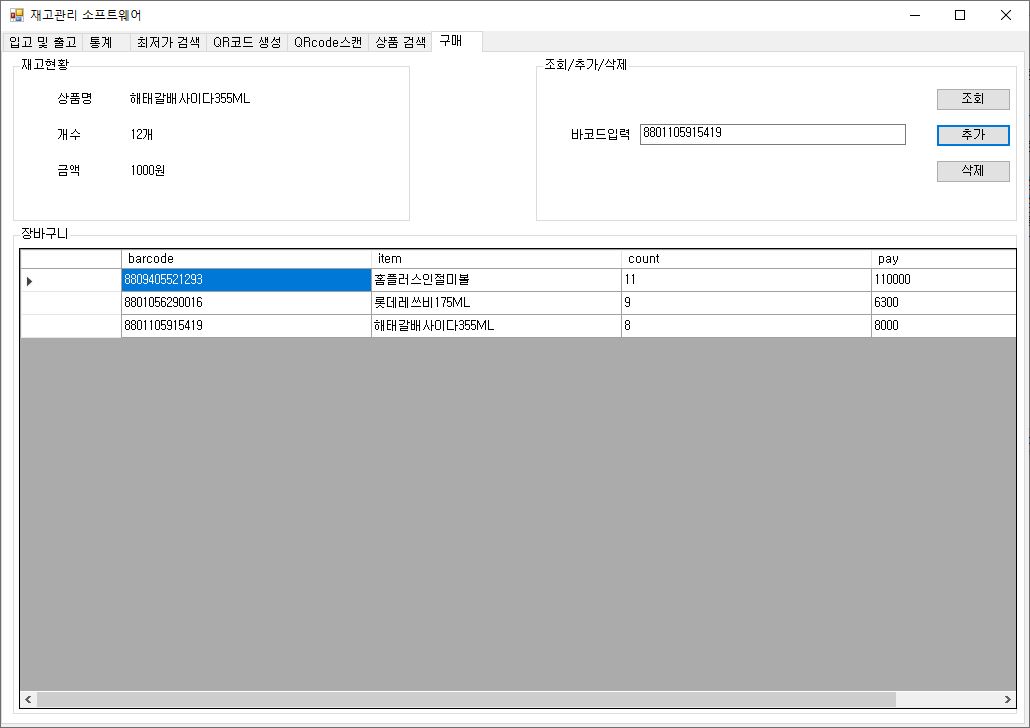 재고관리 소프트웨어
입고 및 출고 통계 최저가 검색 QR코드 생성 QRcode스캔 상품 검색 구매
재고현황
상품명 해태갈배사이다355ML
개수 12개
금액 1000원
조회/추가/삭제
조회
바코드입력 8801105915419 추가
삭제
장바구니
barcode item count pay
8809405521293 홈플러스인절미볼 11 110000
8801056290016 롯데레쓰비175ML 9 6300
8801105915419 해태갈배사이다355ML 8 8000